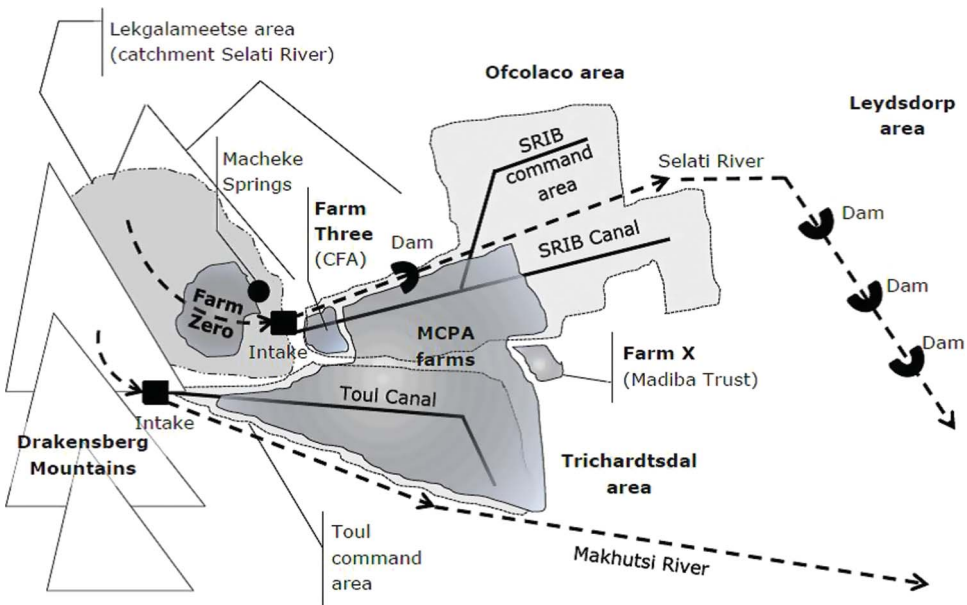 Lekgalameetse area
(catchment Selati River)
Ofcolaco area
Leydsdorp
area
Macheke
Springs
SRIB
command
area
Selati River
Farm
Three
(CFA)
Dam
Dam
SRIB Canal
Farm
Zero
Dam
Intake
MCPA
farms
Dam
Farm X
(Madiba Trust)
Toul Canal
Intake
Drakensberg
Mountains
Trichardtsdal
area
Toul
command
area
Makhutsi River